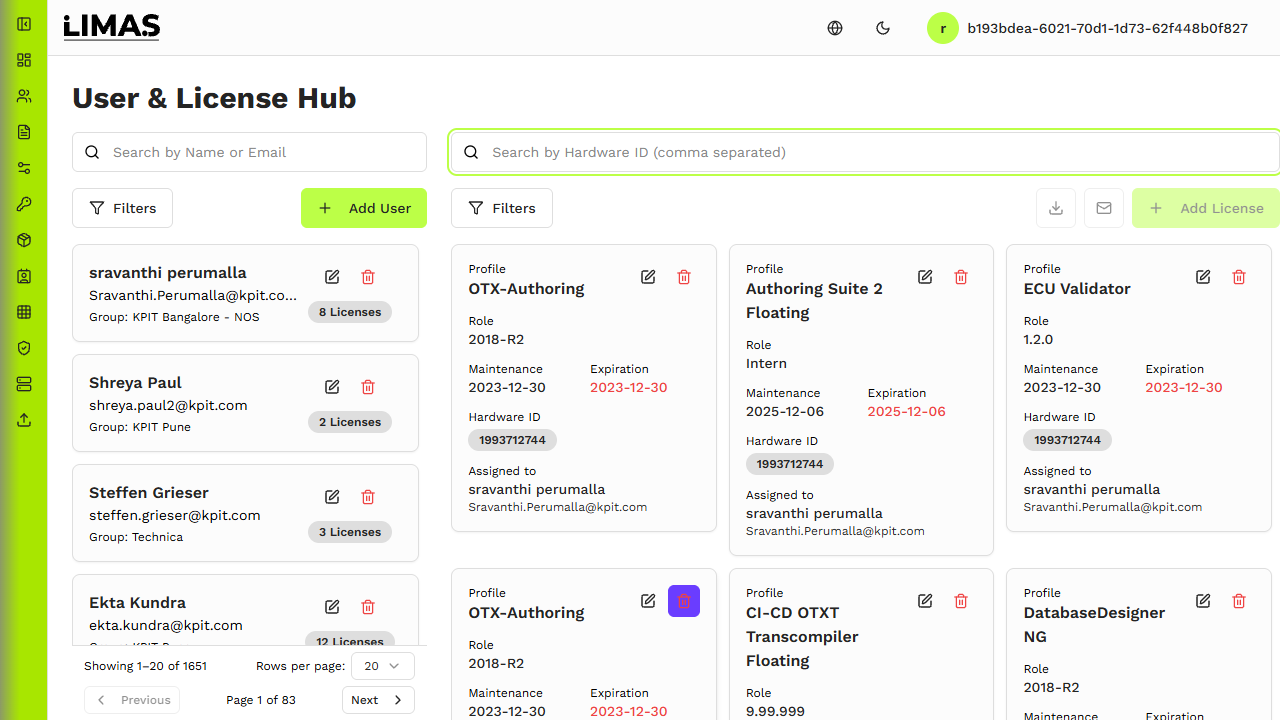 LIMAS
r
b193bdea-6021-70d1-1d73-62f448b0f827
User & License Hub
Search by Name or Email
Search by Hardware ID (comma separated)
Filters
Add User
Filters
Add License
sravanthi perumalla
Sravanthi.Perumalla@kpit.co...
Group: KPIT Bangalore - NOS
8 Licenses
Shreya Paul
shreya.paul2@kpit.com
Group: KPIT Pune
2 Licenses
Steffen Grieser
steffen.grieser@kpit.com
Group: Technica
3 Licenses
Ekta Kundra
ekta.kundra@kpit.com
12 Licenses
Showing 1–20 of 1651
Rows per page:
20
Previous
Page 1 of 83
Next
Profile
OTX-Authoring
Role
2018-R2
Maintenance
Expiration
2023-12-30
2023-12-30
Hardware ID
1993712744
Assigned to
sravanthi perumalla
Sravanthi.Perumalla@kpit.com
Profile
Authoring Suite 2
Floating
Role
Intern
Maintenance
Expiration
2025-12-06
2025-12-06
Hardware ID
1993712744
Assigned to
sravanthi perumalla
Sravanthi.Perumalla@kpit.com
Profile
ECU Validator
Role
1.2.0
Maintenance
Expiration
2023-12-30
2023-12-30
Hardware ID
1993712744
Assigned to
sravanthi perumalla
Sravanthi.Perumalla@kpit.com
Profile
OTX-Authoring
Role
2018-R2
Maintenance
Expiration
2023-12-30
2023-12-30
Profile
CI-CD OTXT
Transcompiler
Floating
Role
9.99.999
Profile
DatabaseDesigner
NG
Role
2018-R2
Maintenance
Expiration